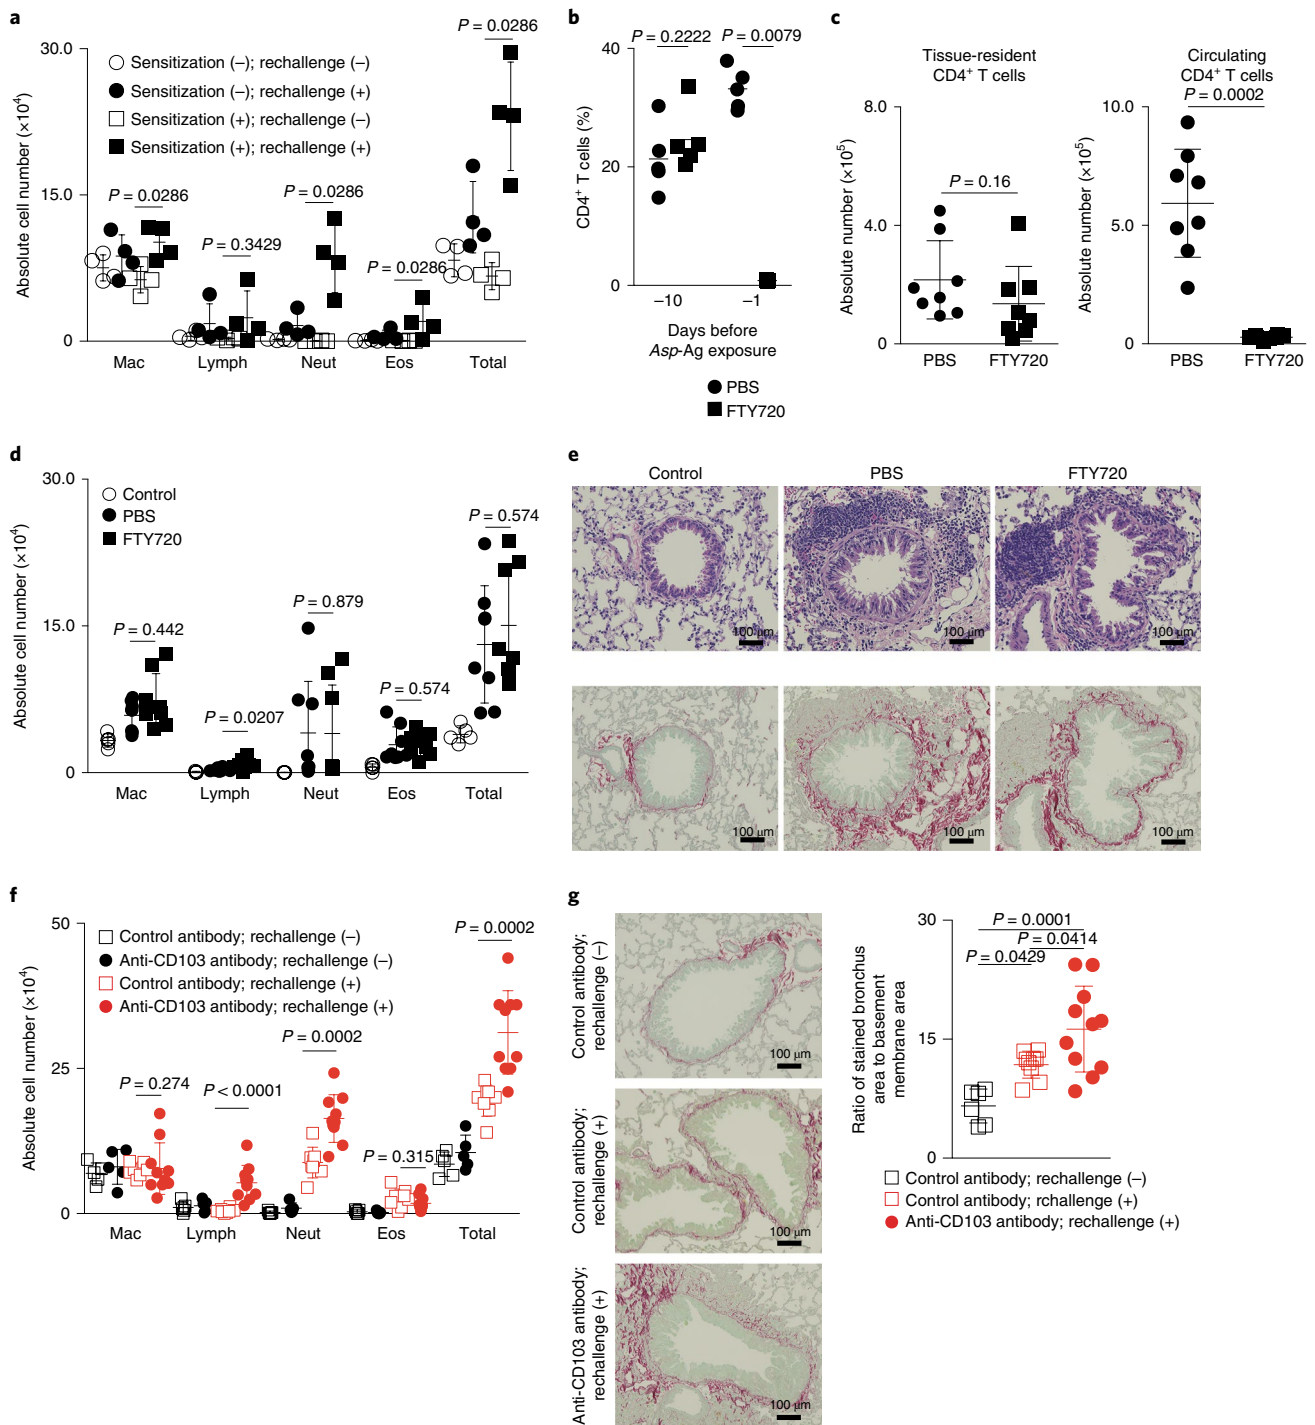 a
P = 0.0286
30.0
Sensitization (–); rechallenge (–)
Sensitization (–); rechallenge (+)
Sensitization (+); rechallenge (–)
Sensitization (+); rechallenge (+)
Absolute cell number (×10⁴)
15.0
P = 0.0286
P = 0.3429
P = 0.0286
P = 0.0286
0
Mac
Lymph
Neut
Eos
Total
b
P = 0.2222
P = 0.0079
40
CD4⁺ T cells (%)
20
0
–10
–1
Days before
Asp-Ag exposure
PBS
FTY720
c
Tissue-resident
CD4⁺ T cells
8.0
Absolute number (×10⁵)
P = 0.16
4.0
0
PBS
FTY720
Circulating
CD4⁺ T cells
P = 0.0002
10.0
Absolute number (×10⁵)
5.0
0
PBS
FTY720
d
30.0
Control
PBS
FTY720
Absolute cell number (×10⁴)
15.0
P = 0.442
P = 0.0207
P = 0.879
P = 0.574
P = 0.574
0
Mac
Lymph
Neut
Eos
Total
e
Control
PBS
FTY720
100 µm
100 µm
100 µm
100 µm
100 µm
100 µm
f
50
Control antibody; rechallenge (–)
Anti-CD103 antibody; rechallenge (–)
Control antibody; rechallenge (+)
Anti-CD103 antibody; rechallenge (+)
Absolute cell number (×10⁴)
25
P = 0.274
P < 0.0001
P = 0.0002
P = 0.315
P = 0.0002
0
Mac
Lymph
Neut
Eos
Total
g
Control antibody;
rechallenge (–)
100 µm
Control antibody;
rechallenge (+)
100 µm
Anti-CD103 antibody;
rechallenge (+)
100 µm
30
P = 0.0001
P = 0.0414
P = 0.0429
Ratio of stained bronchus
area to basement
membrane area
15
0
Control antibody; rechallenge (–)
Control antibody; rchallenge (+)
Anti-CD103 antibody; rechallenge (+)